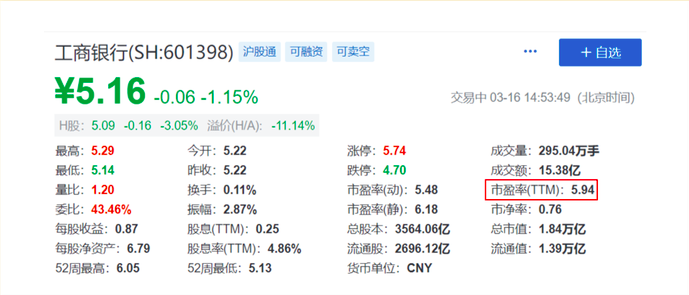 工商银行(SH:601398) 沪股通 可融资 可卖空 ··· + 自选
¥5.16 -0.06 -1.15% 交易中 03-16 14:53:49 (北京时间)
H股: 5.09 -0.16 -3.05% 溢价(H/A): -11.14%
最高: 5.29 今开: 5.22 涨停: 5.74 成交量: 295.04万手
最低: 5.14 昨收: 5.22 跌停: 4.70 成交额: 15.38亿
量比: 1.20 换手: 0.11% 市盈率(动): 5.48 市盈率(TTM): 5.94
委比: 43.46% 振幅: 2.87% 市盈率(静): 6.18 市净率: 0.76
每股收益: 0.87 股息(TTM): 0.25 总股本: 3564.06亿 总市值: 1.84万亿
每股净资产: 6.79 股息率(TTM): 4.86% 流通股: 2696.12亿 流通值: 1.39万亿
52周最高: 6.05 52周最低: 5.13 货币单位: CNY